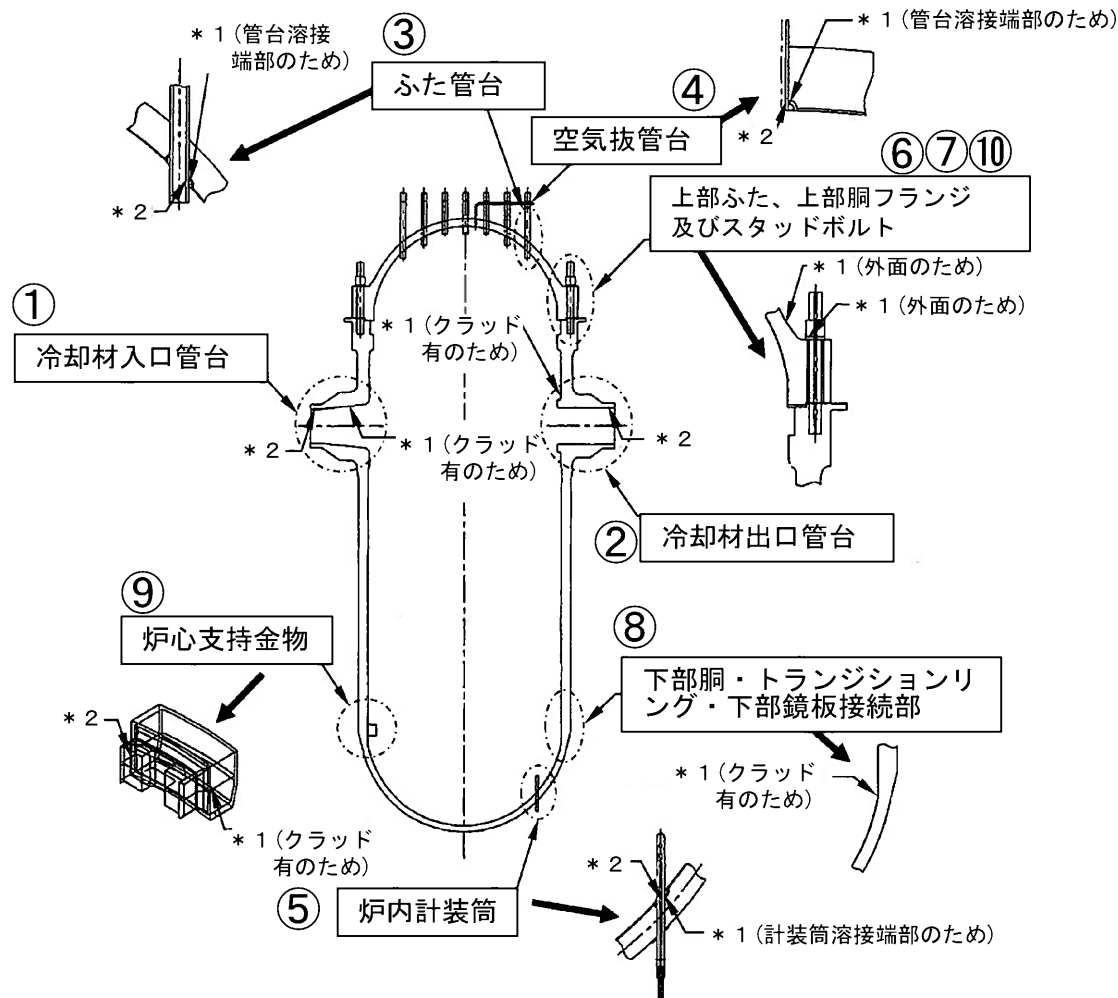 ＊１(管台溶接
端部のため)
③
ふた管台
＊２
④
空気抜管台
＊１(管台溶接端部のため)
＊２
⑥⑦⑩
上部ふた、上部胴フランジ
及びスタッドボルト
＊１(外面のため)
＊１(外面のため)
①
冷却材入口管台
＊２
＊１(クラッド
有のため)
＊１(クラッド
有のため)
＊２
②
冷却材出口管台
⑨
炉心支持金物
＊２
＊１(クラッド
有のため)
⑧
下部胴・トランジションリ
ング・下部鏡板接続部
＊１(クラッド
有のため)
⑤
炉内計装筒
＊２
＊１(計装筒溶接端部のため)